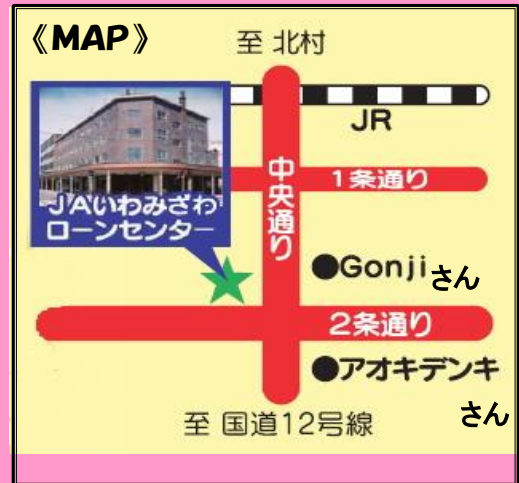 《MAP》
至 北村
JR
中央通り
1条通り
JAいわみざわ
ローンセンター
●Gonjiさん
2条通り
●アオキデンキ
さん
至 国道12号線